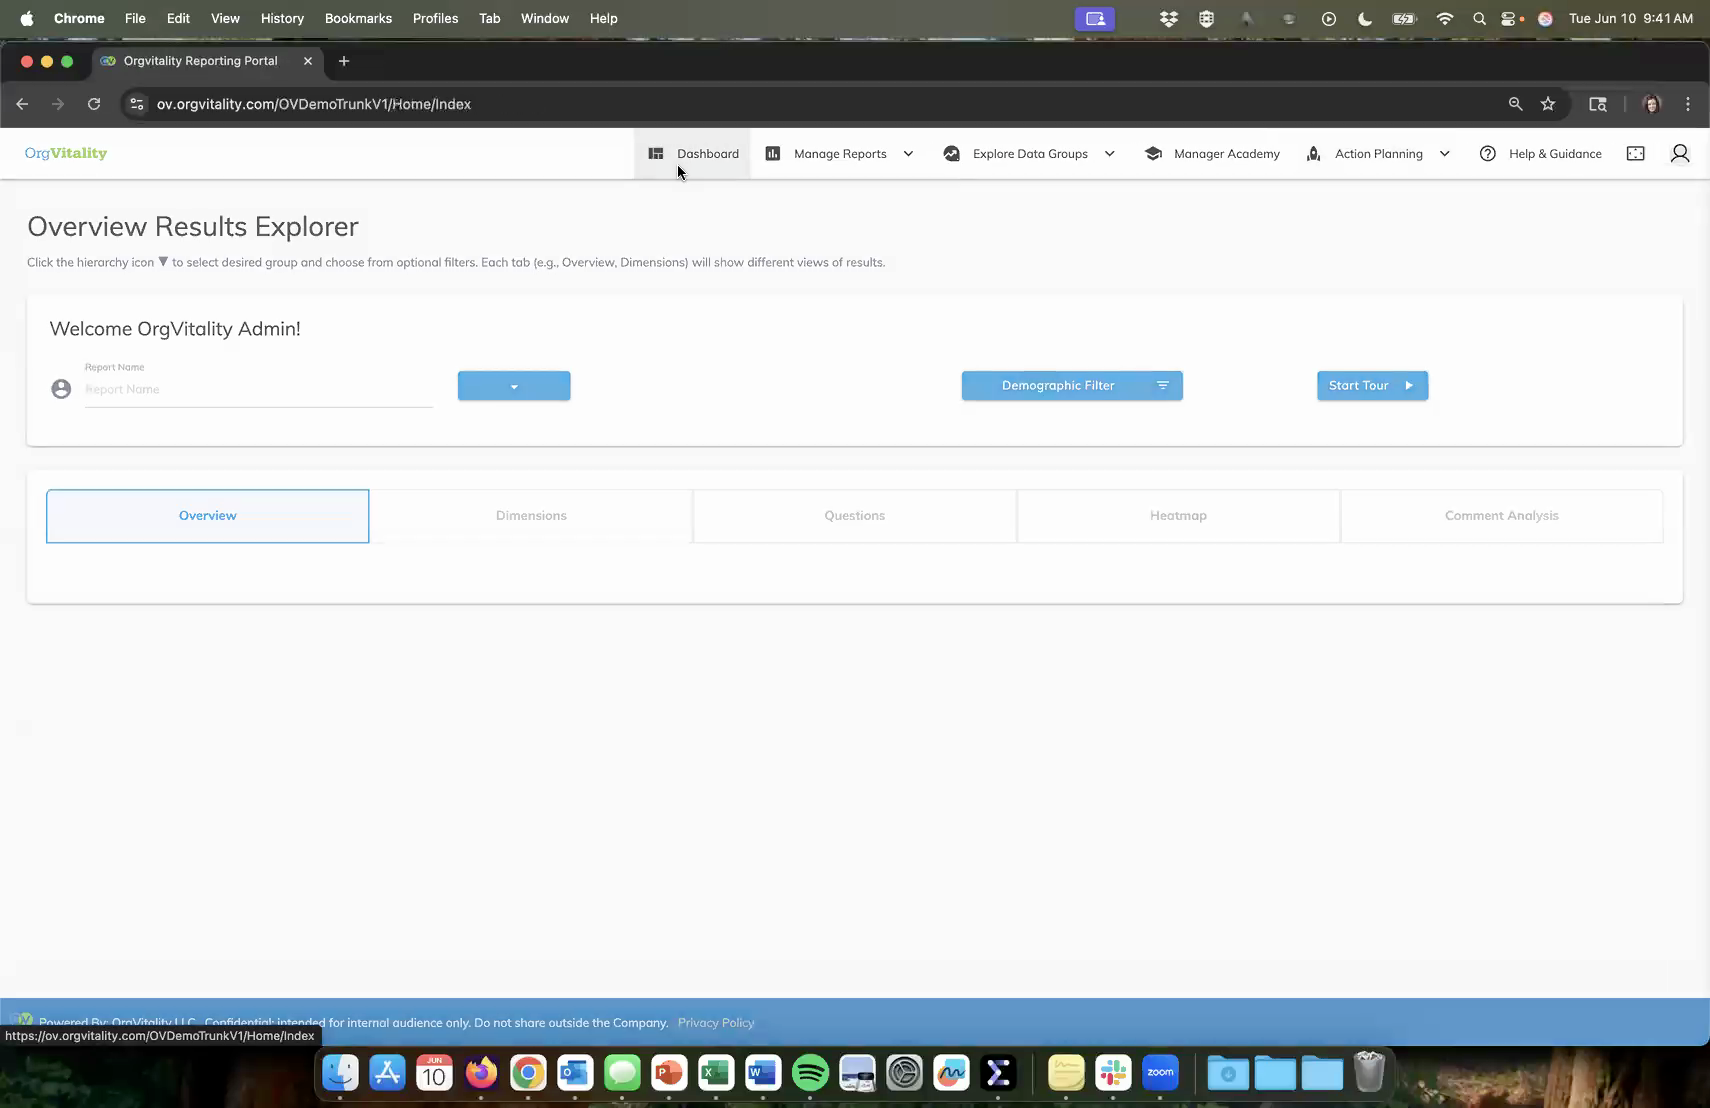 Chrome File Edit View History Bookmarks Profiles Tab Window Help Tue Jun 10 9:41 AM
Orgvitality Reporting Portal
ov.orgvitality.com/OVDemoTrunkV1/Home/Index
OrgVitality Dashboard Manage Reports Explore Data Groups Manager Academy Action Planning Help & Guidance
Overview Results Explorer
Click the hierarchy icon ▼ to select desired group and choose from optional filters. Each tab (e.g., Overview, Dimensions) will show different views of results.
Welcome OrgVitality Admin!
Report Name
Report Name Demographic Filter Start Tour
Overview Dimensions Questions Heatmap Comment Analysis
Powered By: OrgVitality LLC. Confidential: intended for internal audience only. Do not share outside the Company. Privacy Policy
https://ov.orgvitality.com/OVDemoTrunkV1/Home/Index
JUN
10
zoom